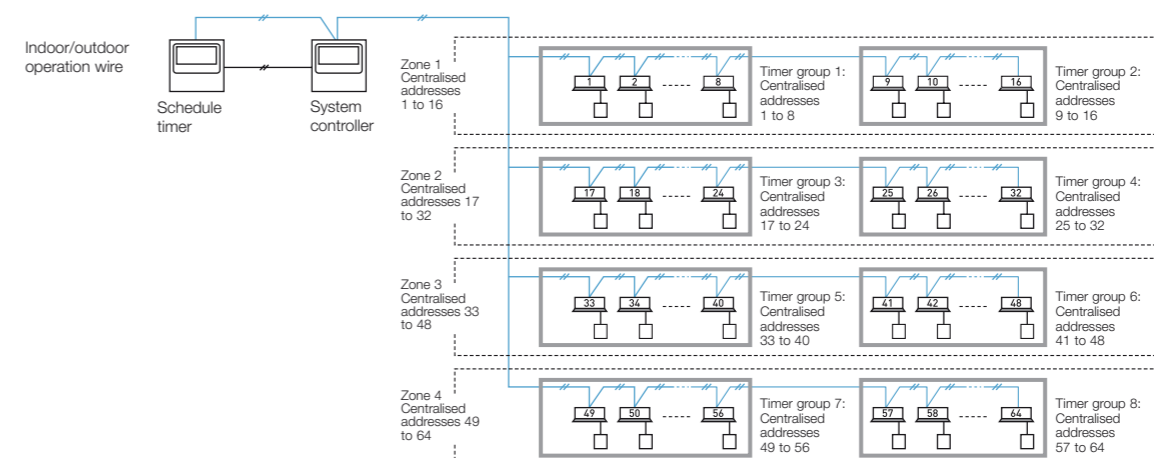 Indoor/outdoor
operation wire
Schedule
timer
System
controller
Zone 1
Centralised
addresses
1 to 16
1 2 8
Timer group 1:
Centralised
addresses
1 to 8
9 10 16
Timer group 2:
Centralised
addresses
9 to 16
Zone 2
Centralised
addresses 17
to 32
17 18 24
Timer group 3:
Centralised
addresses
17 to 24
25 26 32
Timer group 4:
Centralised
addresses
25 to 32
Zone 3
Centralised
addresses 33
to 48
33 34 40
Timer group 5:
Centralised
addresses
33 to 40
41 42 48
Timer group 6:
Centralised
addresses
41 to 48
Zone 4
Centralised
addresses 49
to 64
49 50 56
Timer group 7:
Centralised
addresses
49 to 56
57 58 64
Timer group 8:
Centralised
addresses
57 to 64